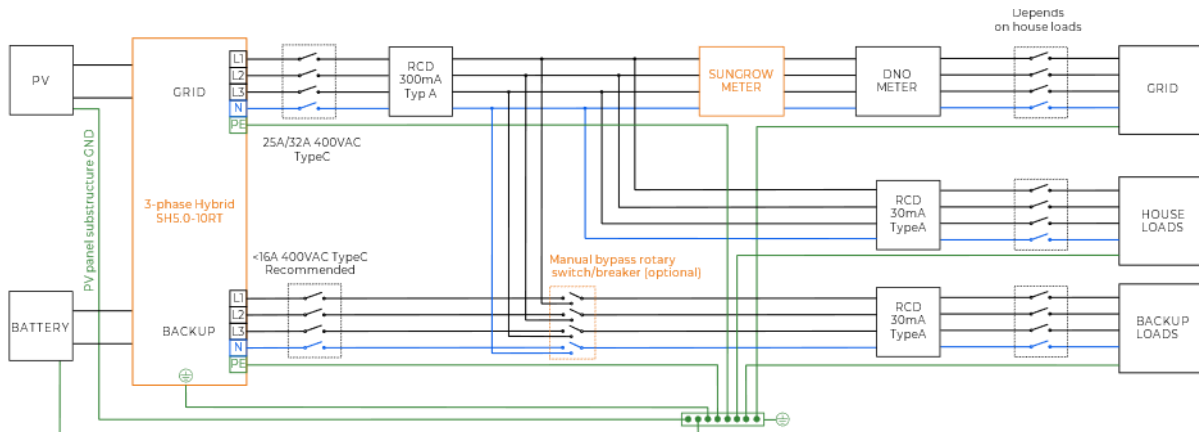 Depends
on house loads
PV
GRID
L1
L2
L3
N
PE
RCD
300mA
Typ A
SUNGROW
METER
DNO
METER
GRID
25A/32A 400VAC
TypeC
PV panel substructure GND
3-phase Hybrid
SH5.0-10RT
RCD
30mA
TypeA
HOUSE
LOADS
<16A 400VAC TypeC
Recommended
Manual bypass rotary
switch/breaker (optional)
BATTERY
BACKUP
L1
L2
L3
N
PE
RCD
30mA
TypeA
BACKUP
LOADS